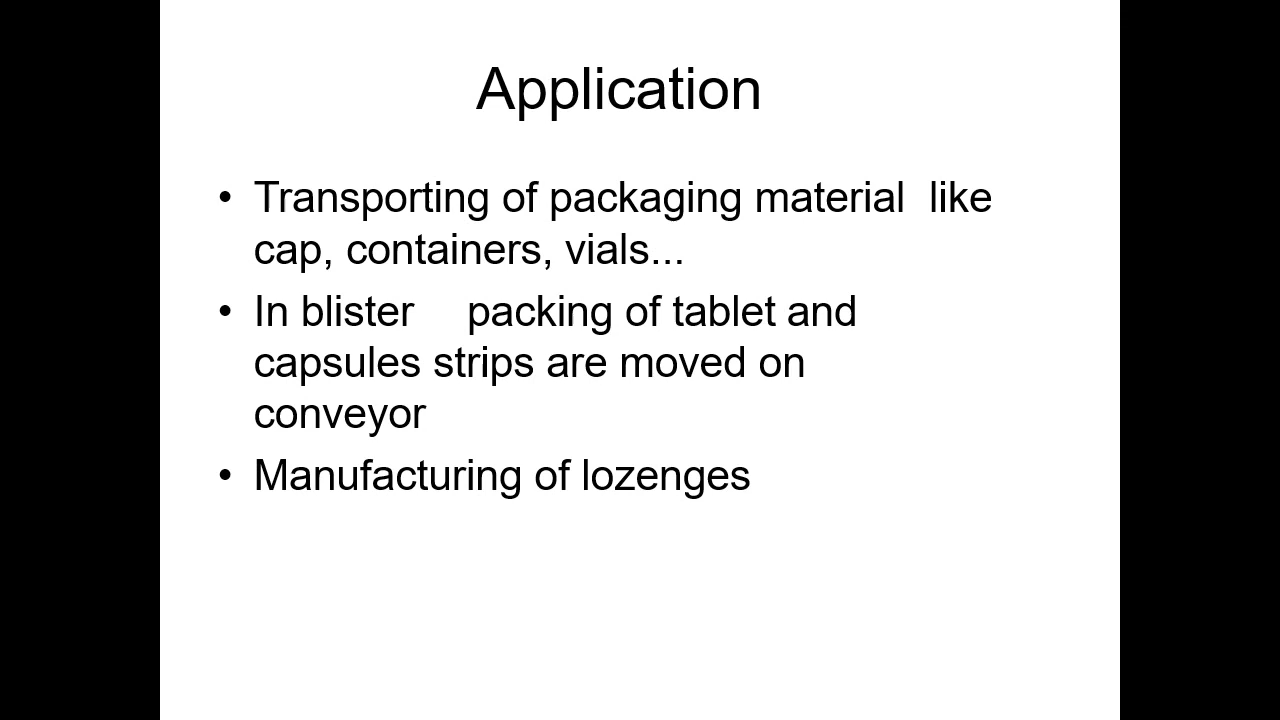 Application
• Transporting of packaging material  like
cap, containers, vials...
• In blister    packing of tablet and
capsules strips are moved on
conveyor
• Manufacturing of lozenges